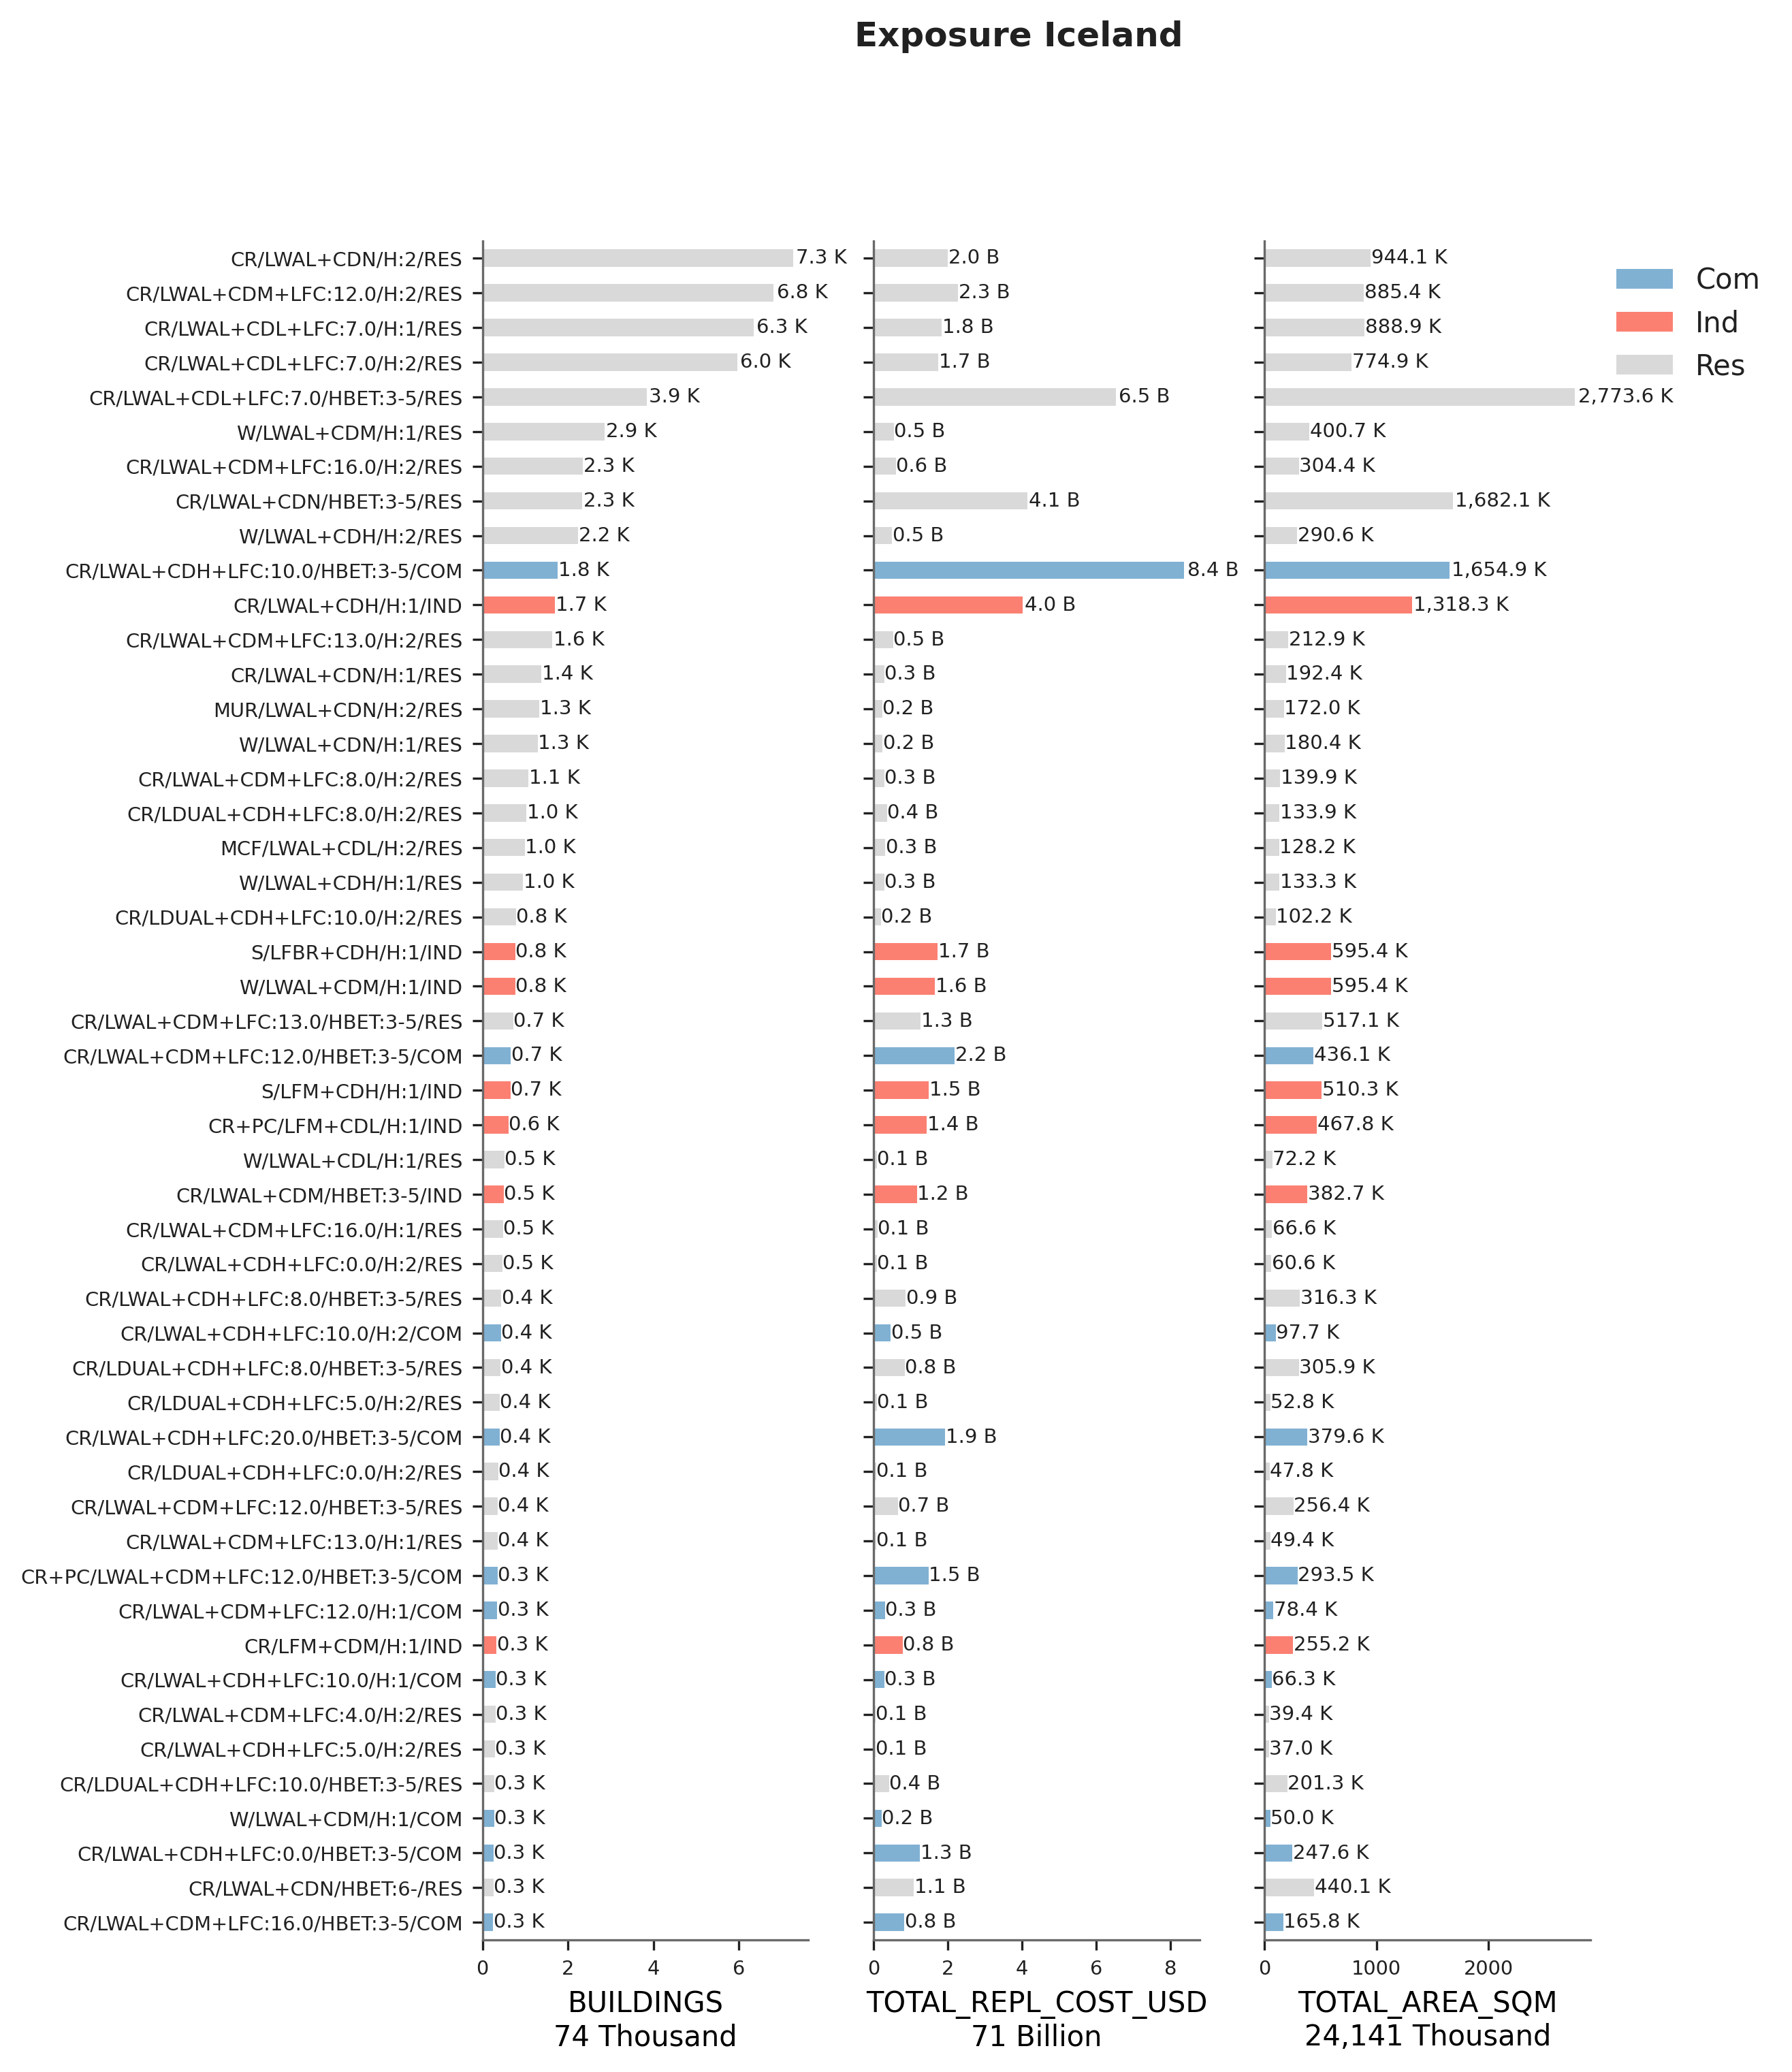 Exposure Iceland
Com
Ind
Res
CR/LWAL+CDN/H:2/RES 7.3 K 2.0 B 944.1 K
CR/LWAL+CDM+LFC:12.0/H:2/RES 6.8 K 2.3 B 885.4 K
CR/LWAL+CDL+LFC:7.0/H:1/RES 6.3 K 1.8 B 888.9 K
CR/LWAL+CDL+LFC:7.0/H:2/RES 6.0 K 1.7 B 774.9 K
CR/LWAL+CDL+LFC:7.0/HBET:3-5/RES 3.9 K 6.5 B 2,773.6 K
W/LWAL+CDM/H:1/RES 2.9 K 0.5 B 400.7 K
CR/LWAL+CDM+LFC:16.0/H:2/RES 2.3 K 0.6 B 304.4 K
CR/LWAL+CDN/HBET:3-5/RES 2.3 K 4.1 B 1,682.1 K
W/LWAL+CDH/H:2/RES 2.2 K 0.5 B 290.6 K
CR/LWAL+CDH+LFC:10.0/HBET:3-5/COM 1.8 K 8.4 B 1,654.9 K
CR/LWAL+CDH/H:1/IND 1.7 K 4.0 B 1,318.3 K
CR/LWAL+CDM+LFC:13.0/H:2/RES 1.6 K 0.5 B 212.9 K
CR/LWAL+CDN/H:1/RES 1.4 K 0.3 B 192.4 K
MUR/LWAL+CDN/H:2/RES 1.3 K 0.2 B 172.0 K
W/LWAL+CDN/H:1/RES 1.3 K 0.2 B 180.4 K
CR/LWAL+CDM+LFC:8.0/H:2/RES 1.1 K 0.3 B 139.9 K
CR/LDUAL+CDH+LFC:8.0/H:2/RES 1.0 K 0.4 B 133.9 K
MCF/LWAL+CDL/H:2/RES 1.0 K 0.3 B 128.2 K
W/LWAL+CDH/H:1/RES 1.0 K 0.3 B 133.3 K
CR/LDUAL+CDH+LFC:10.0/H:2/RES 0.8 K 0.2 B 102.2 K
S/LFBR+CDH/H:1/IND 0.8 K 1.7 B 595.4 K
W/LWAL+CDM/H:1/IND 0.8 K 1.6 B 595.4 K
CR/LWAL+CDM+LFC:13.0/HBET:3-5/RES 0.7 K 1.3 B 517.1 K
CR/LWAL+CDM+LFC:12.0/HBET:3-5/COM 0.7 K 2.2 B 436.1 K
S/LFM+CDH/H:1/IND 0.7 K 1.5 B 510.3 K
CR+PC/LFM+CDL/H:1/IND 0.6 K 1.4 B 467.8 K
W/LWAL+CDL/H:1/RES 0.5 K 0.1 B 72.2 K
CR/LWAL+CDM/HBET:3-5/IND 0.5 K 1.2 B 382.7 K
CR/LWAL+CDM+LFC:16.0/H:1/RES 0.5 K 0.1 B 66.6 K
CR/LWAL+CDH+LFC:0.0/H:2/RES 0.5 K 0.1 B 60.6 K
CR/LWAL+CDH+LFC:8.0/HBET:3-5/RES 0.4 K 0.9 B 316.3 K
CR/LWAL+CDH+LFC:10.0/H:2/COM 0.4 K 0.5 B 97.7 K
CR/LDUAL+CDH+LFC:8.0/HBET:3-5/RES 0.4 K 0.8 B 305.9 K
CR/LDUAL+CDH+LFC:5.0/H:2/RES 0.4 K 0.1 B 52.8 K
CR/LWAL+CDH+LFC:20.0/HBET:3-5/COM 0.4 K 1.9 B 379.6 K
CR/LDUAL+CDH+LFC:0.0/H:2/RES 0.4 K 0.1 B 47.8 K
CR/LWAL+CDM+LFC:12.0/HBET:3-5/RES 0.4 K 0.7 B 256.4 K
CR/LWAL+CDM+LFC:13.0/H:1/RES 0.4 K 0.1 B 49.4 K
CR+PC/LWAL+CDM+LFC:12.0/HBET:3-5/COM 0.3 K 1.5 B 293.5 K
CR/LWAL+CDM+LFC:12.0/H:1/COM 0.3 K 0.3 B 78.4 K
CR/LFM+CDM/H:1/IND 0.3 K 0.8 B 255.2 K
CR/LWAL+CDH+LFC:10.0/H:1/COM 0.3 K 0.3 B 66.3 K
CR/LWAL+CDM+LFC:4.0/H:2/RES 0.3 K 0.1 B 39.4 K
CR/LWAL+CDH+LFC:5.0/H:2/RES 0.3 K 0.1 B 37.0 K
CR/LDUAL+CDH+LFC:10.0/HBET:3-5/RES 0.3 K 0.4 B 201.3 K
W/LWAL+CDM/H:1/COM 0.3 K 0.2 B 50.0 K
CR/LWAL+CDH+LFC:0.0/HBET:3-5/COM 0.3 K 1.3 B 247.6 K
CR/LWAL+CDN/HBET:6-/RES 0.3 K 1.1 B 440.1 K
CR/LWAL+CDM+LFC:16.0/HBET:3-5/COM 0.3 K 0.8 B 165.8 K
0 2 4 6 0 2 4 6 8 0 1000 2000
BUILDINGS TOTAL_REPL_COST_USD TOTAL_AREA_SQM
74 Thousand 71 Billion 24,141 Thousand